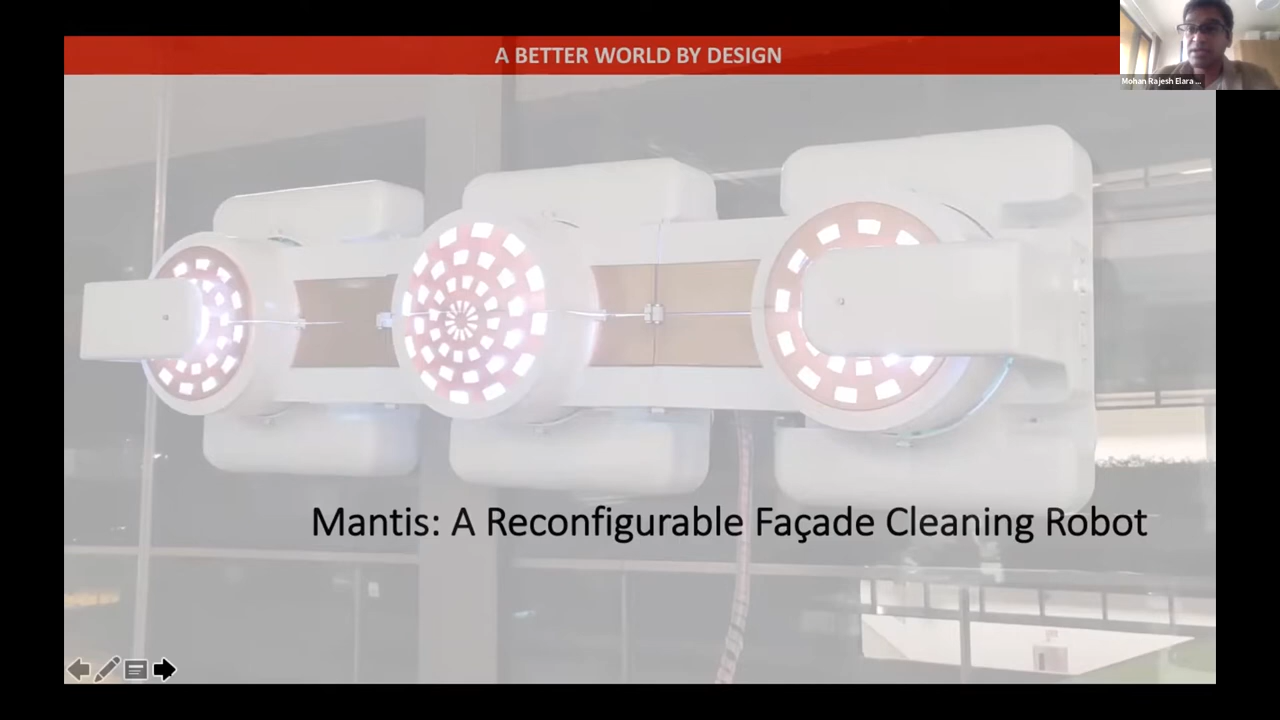 A BETTER WORLD BY DESIGN
Mohan Rajesh Elara ...
Mantis: A Reconfigurable Façade Cleaning Robot